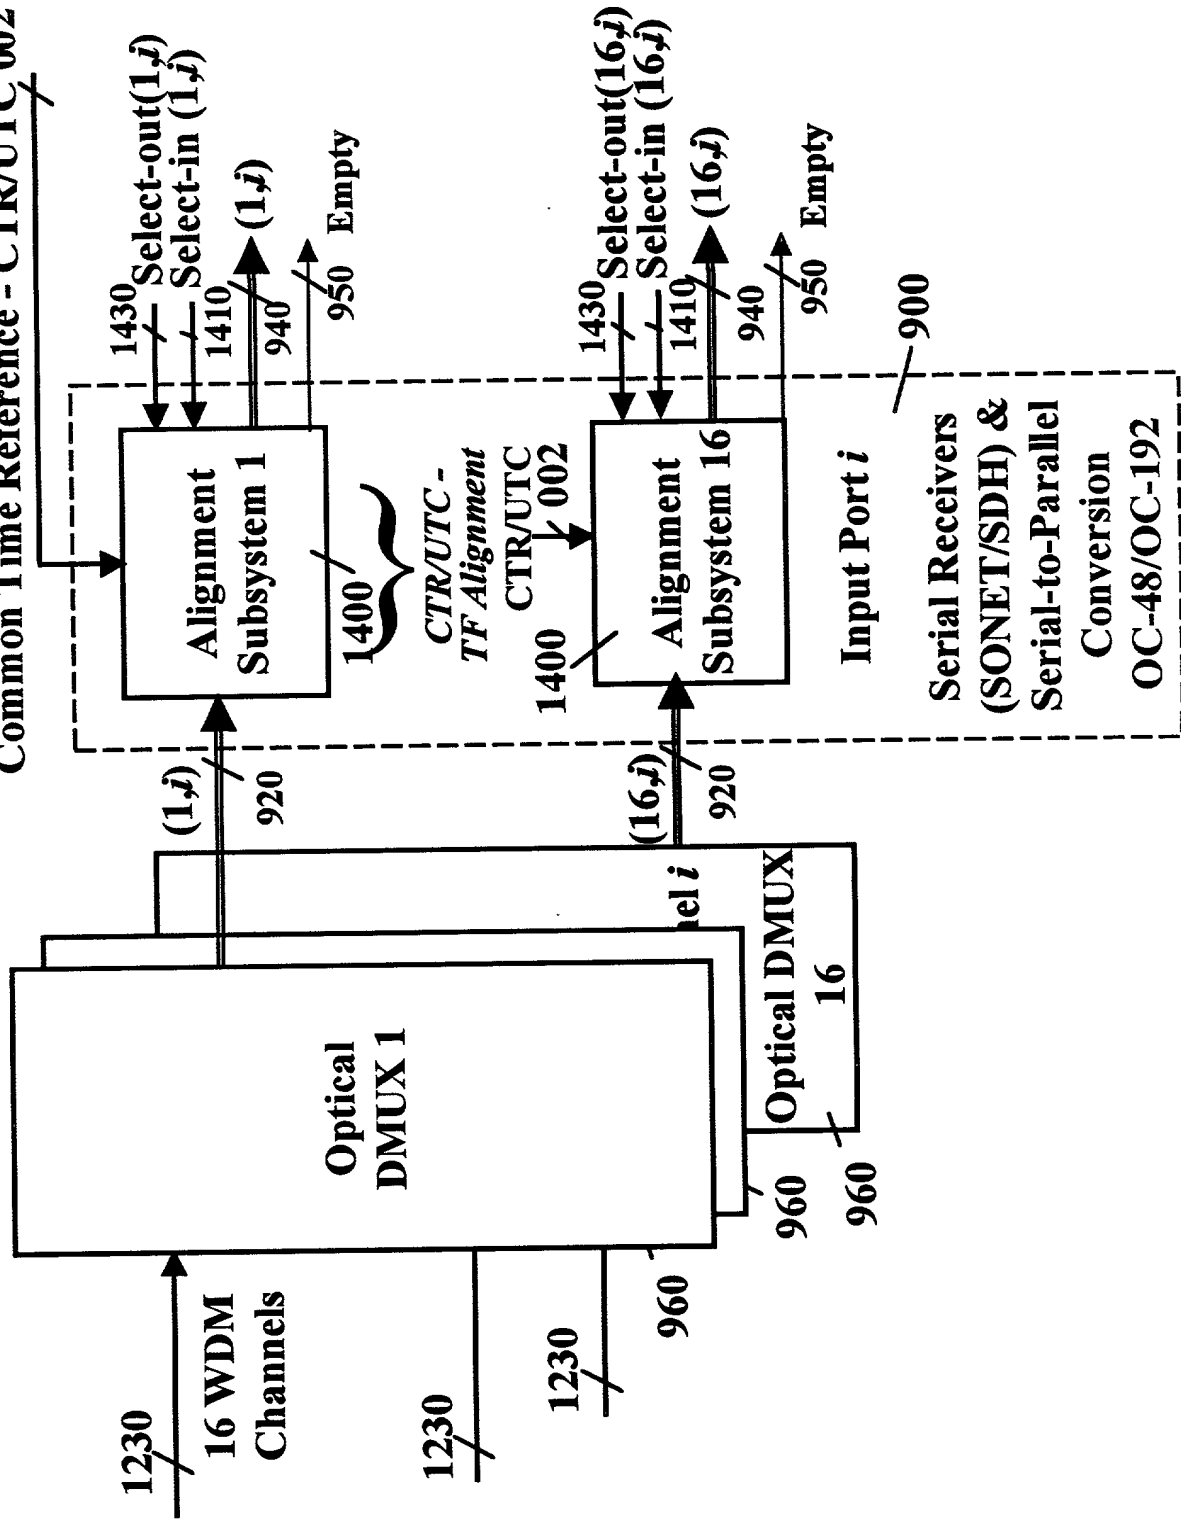 Common Time Reference - CTR/UTC 002
1430
Select-out(1,i)
Select-in (1,i)
1410
(1,i)
940
950
Empty
Alignment
Subsystem 1
1400
CTR/UTC -
TF Alignment
CTR/UTC
002
1430
Select-out(16,i)
Select-in (16,i)
1410
(16,i)
940
950
Empty
1400
Alignment
Subsystem 16
900
Input Port i
Serial Receivers
(SONET/SDH) &
Serial-to-Parallel
Conversion
OC-48/OC-192
(1,i)
920
(16,i)
920
Optical
DMUX 1
Optical DMUX
16
960
960
960
1230
16 WDM
Channels
1230
1230